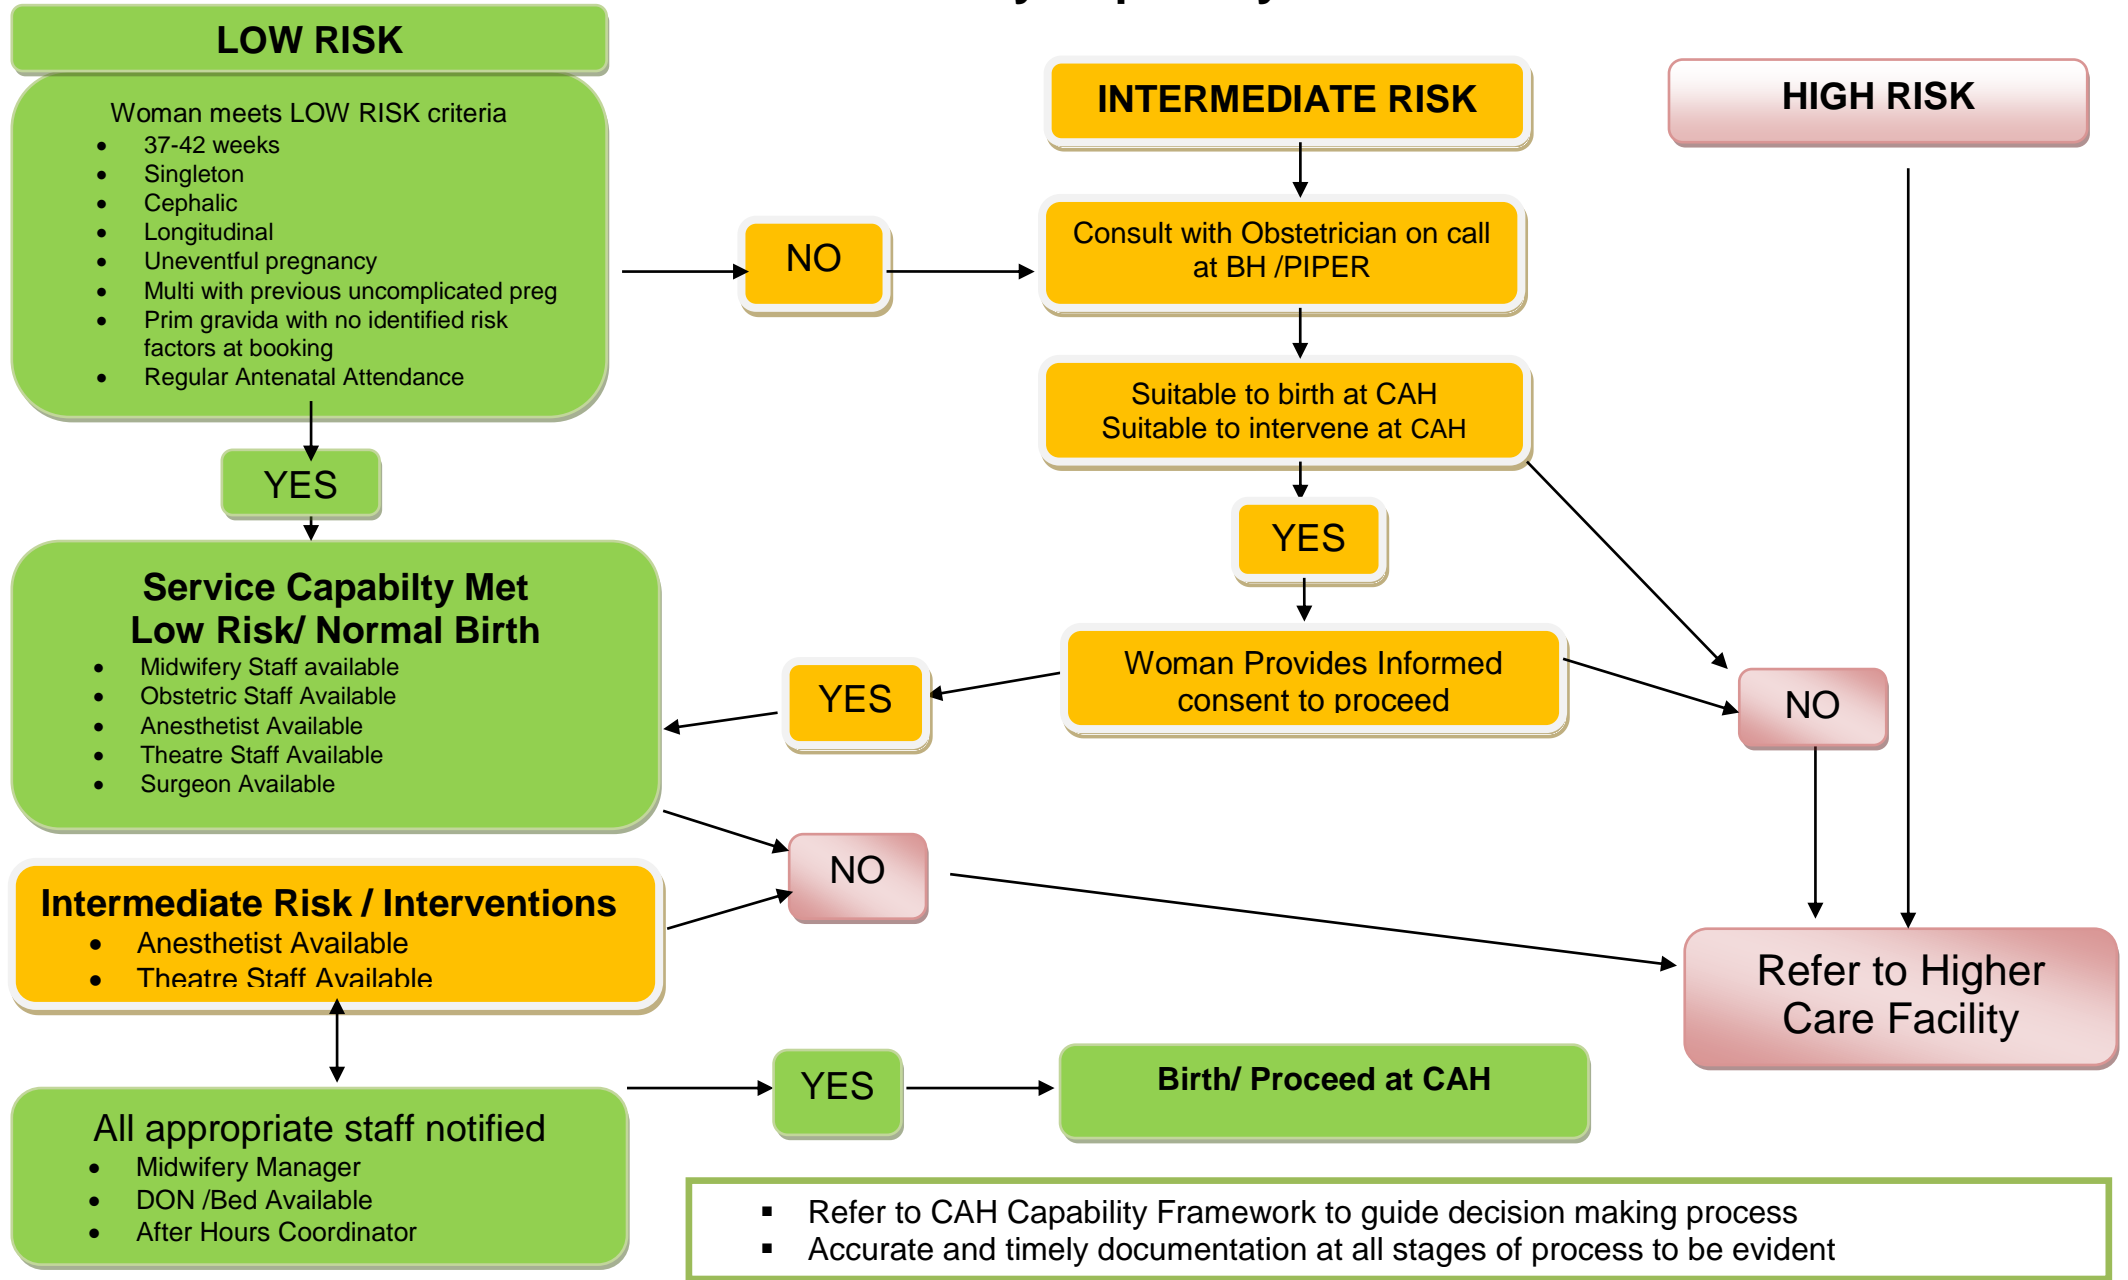 LOW RISK
Woman meets LOW RISK criteria
• 37-42 weeks
• Singleton
• Cephalic
• Longitudinal
• Uneventful pregnancy
• Multi with previous uncomplicated preg
• Prim gravida with no identified risk
factors at booking
• Regular Antenatal Attendance
YES
Service Capabilty Met
Low Risk/ Normal Birth
• Midwifery Staff available
• Obstetric Staff Available
• Anesthetist Available
• Theatre Staff Available
• Surgeon Available
Intermediate Risk / Interventions
• Anesthetist Available
• Theatre Staff Available
All appropriate staff notified
• Midwifery Manager
• DON /Bed Available
• After Hours Coordinator
NO
INTERMEDIATE RISK
Consult with Obstetrician on call
at BH /PIPER
Suitable to birth at CAH
Suitable to intervene at CAH
YES
Woman Provides Informed
consent to proceed
YES
NO
YES
Birth/ Proceed at CAH
HIGH RISK
NO
Refer to Higher
Care Facility
▪ Refer to CAH Capability Framework to guide decision making process
▪ Accurate and timely documentation at all stages of process to be evident